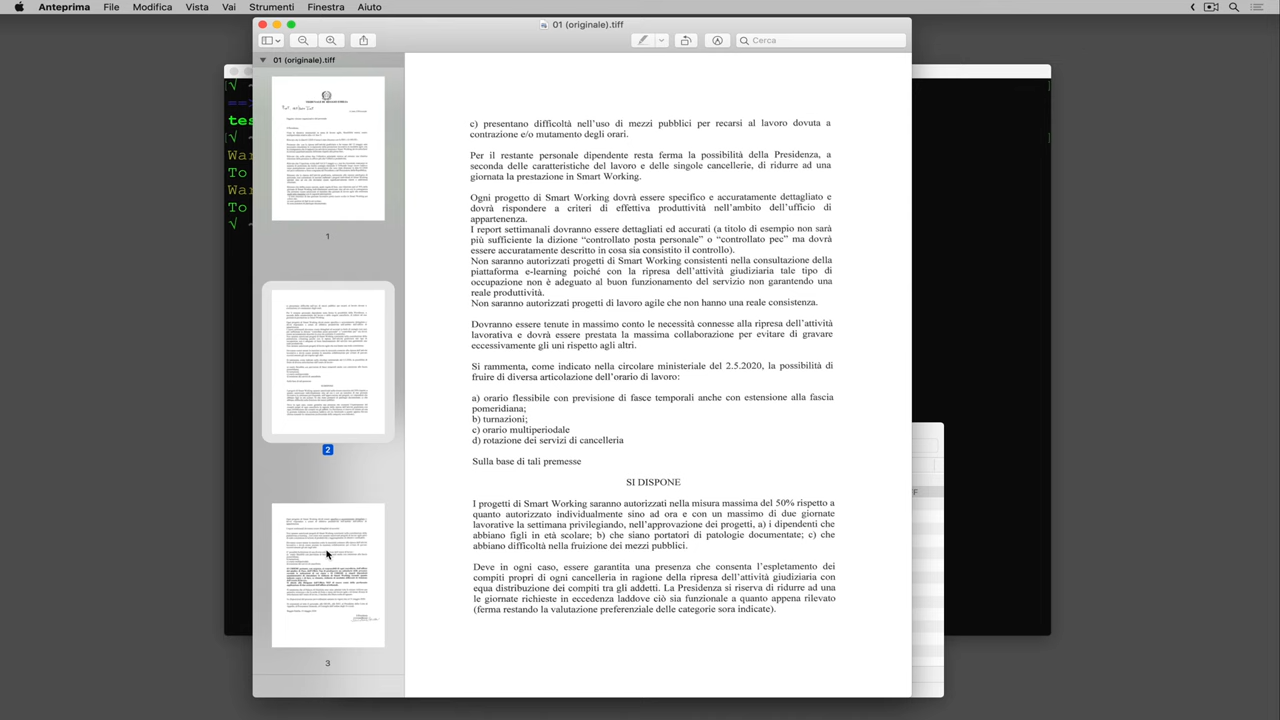 Anteprima File Modifica Vista Vai Strumenti Finestra Aiuto
01 (originale).tiff
Cerca
01 (originale).tiff
1
2
3
tes
War
To
War
To
FF
c) presentano difficoltà nell'uso di mezzi pubblici per recarsi al lavoro dovuta a
contrazione e/o mutamento degli orari.
Per il restante personale dipendente resta ferma la possibilità della Presidenza, a
seconda delle caratteristiche del lavoro e delle singole cancellerie, di ridurre ad una
giornata la prestazione in Smart Working.
Ogni progetto di Smart Working dovrà essere specifico e accuratamente dettagliato e
dovrà rispondere a criteri di effettiva produttività nell'ambito dell'ufficio di
appartenenza.
I report settimanali dovranno essere dettagliati ed accurati (a titolo di esempio non sarà
più sufficiente la dizione “controllato posta personale” o “controllato pec” ma dovrà
essere accuratamente descritto in cosa sia consistito il controllo).
Non saranno autorizzati progetti di Smart Working consistenti nella consultazione della
piattaforma e-learning poiché con la ripresa dell'attività giudiziaria tale tipo di
occupazione non è adeguato al buon funzionamento del servizio non garantendo una
reale produttività.
Non saranno autorizzati progetti di lavoro agile che non hanno una reale consistenza.
Dovranno essere tenute in massimo conto le necessità connesse alla ripresa dell'attività
lavorativa e dovrà essere prestata la massima collaborazione per evitare di gravare
eccessivamente gli uni rispetto agli altri.
Si rammenta, come indicato nella circolare ministeriale del 2.5.2020, la possibilità di
fruire di diversa articolazione dell'orario di lavoro:
a) orario flessibile con previsione di fasce temporali anche con estensione alla fascia
pomeridiana;
b) turnazioni;
c) orario multiperiodale
d) rotazione dei servizi di cancelleria
Sulla base di tali premesse
SI DISPONE
I progetti di Smart Working saranno autorizzati nella misura massima del 50% rispetto a
quanto autorizzato individualmente sino ad ora e con un massimo di due giornate
lavorative la settimana privilegiando, nell'approvazione dei progetti, a) i dipendenti che
abbiano figli in età scolare; b) che siano portatori di patologie documentate; c) che
abbiano difficoltà nella fruizione dei mezzi pubblici.
Deve in ogni caso, essere garantita una presenza che consenta l'espletamento dei
compiti propri di ogni cancelleria in ragione della ripresa dell'attività giudiziaria con
equa distribuzione dei compiti tra gli addetti. La Presidenza si riserva di ridurre ad una
le giornate richieste in eccedenza laddove ciò sia funzionale a quanto appena rilevato
(ferma restando la valutazione preferenziale delle categorie sora indicate).